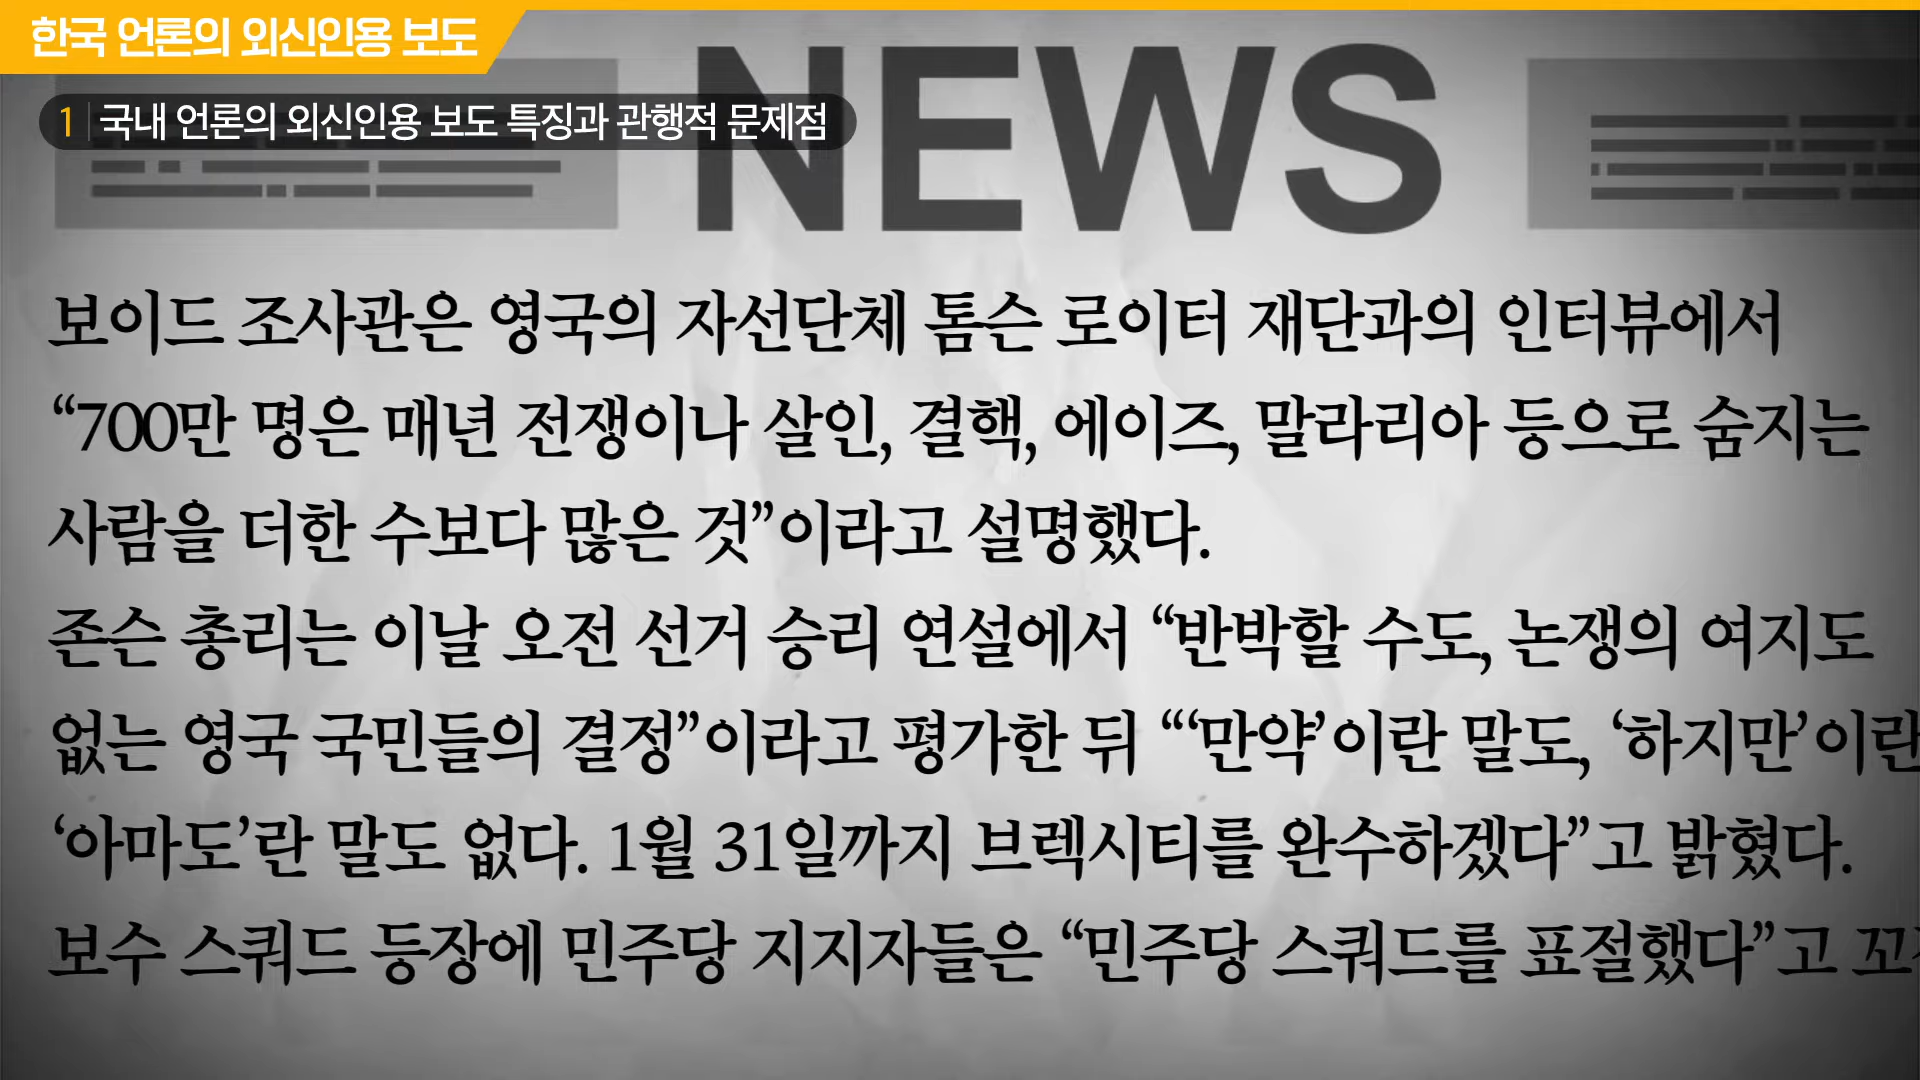 한국 언론의 외신인용 보도
1 국내 언론의 외신인용 보도 특징과 관행적 문제점
NEWS
보이드 조사관은 영국의 자선단체 톰슨 로이터 재단과의 인터뷰에서
“700만 명은 매년 전쟁이나 살인, 결핵, 에이즈, 말라리아 등으로 숨지는
사람을 더한 수보다 많은 것”이라고 설명했다.
존슨 총리는 이날 오전 선거 승리 연설에서 “반박할 수도, 논쟁의 여지도
없는 영국 국민들의 결정”이라고 평가한 뒤 “‘만약’이란 말도, ‘하지만’이란
‘아마도’란 말도 없다. 1월 31일까지 브렉시티를 완수하겠다”고 밝혔다.
보수 스쿼드 등장에 민주당 지지자들은 “민주당 스쿼드를 표절했다”고